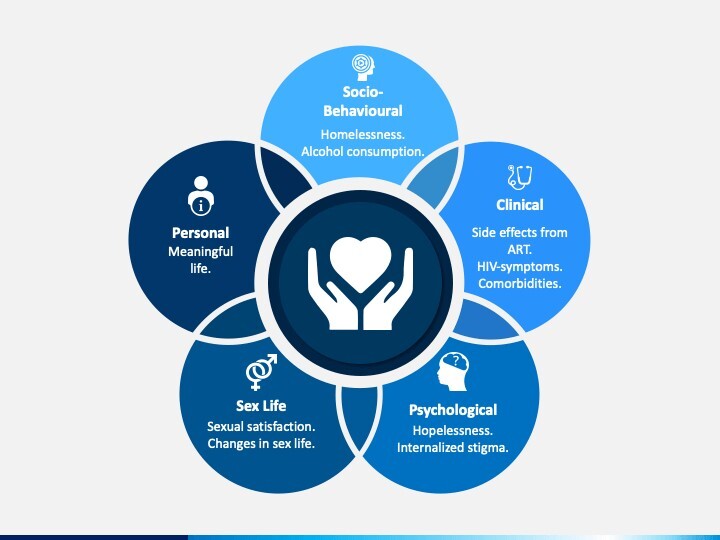 Socio-
Behavioural
Homelessness.
Alcohol consumption.
Clinical
Side effects from
ART.
HIV-symptoms.
Comorbidities.
Psychological
Hopelessness.
Internalized stigma.
Sex Life
Sexual satisfaction.
Changes in sex life.
Personal
Meaningful
life.